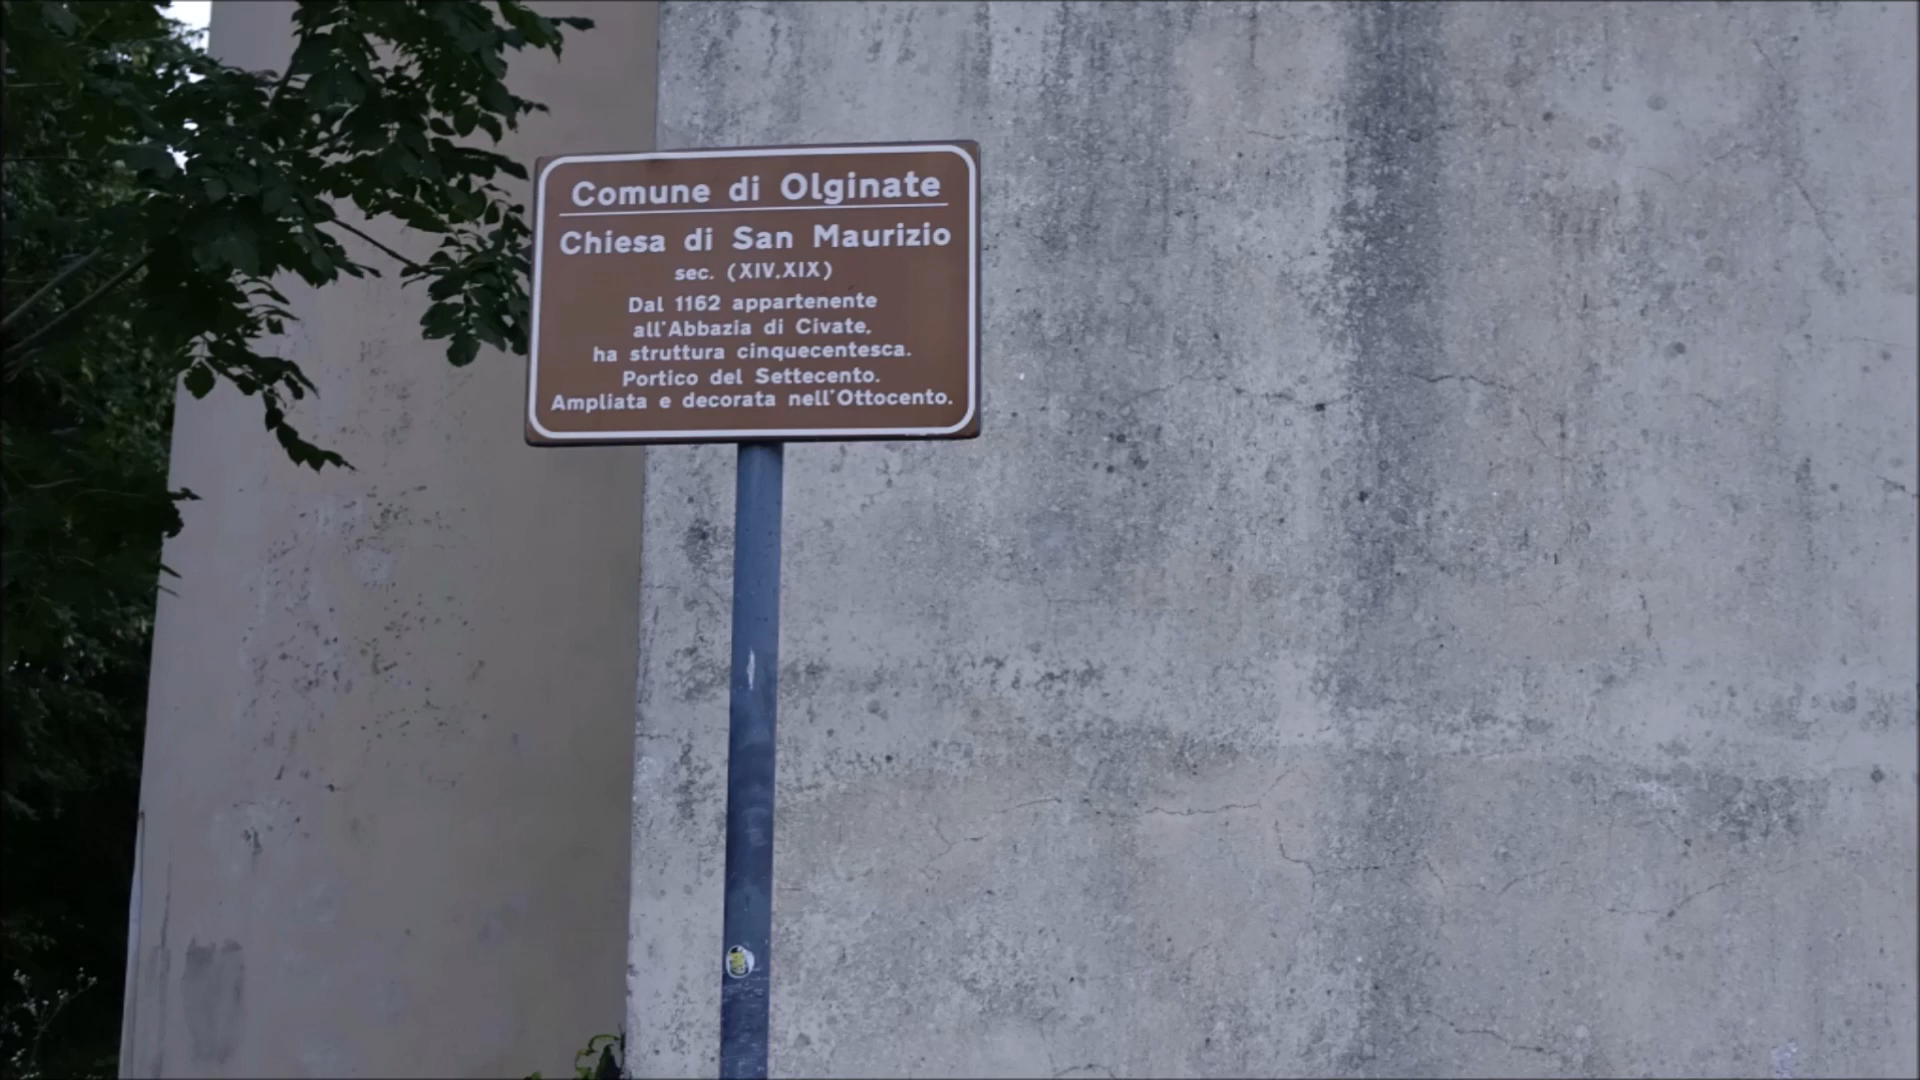 Comune di Olginate
Chiesa di San Maurizio
sec. (XIV.XIX)
Dal 1162 appartenente
all'Abbazia di Civate.
ha struttura cinquecentesca.
Portico del Settecento.
Ampliata e decorata nell'Ottocento.